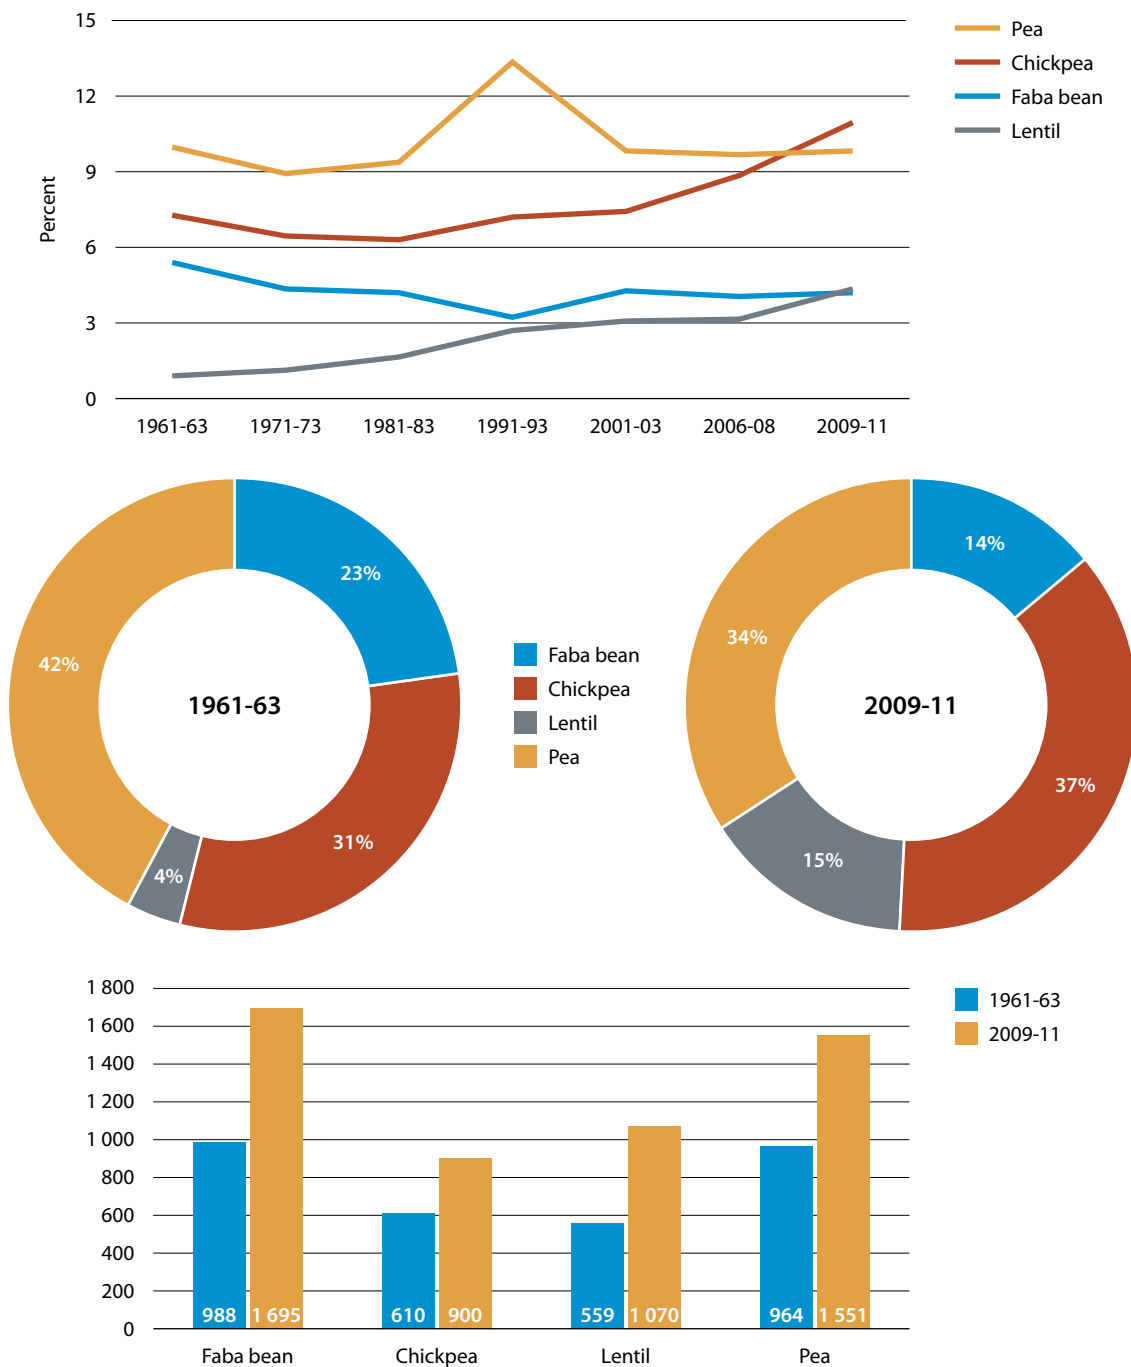 15
12
9
6
3
0
Percent
1961-63 1971-73 1981-83 1991-93 2001-03 2006-08 2009-11
Pea
Chickpea
Faba bean
Lentil
23%
31%
4%
42%
1961-63
Faba bean
Chickpea
Lentil
Pea
14%
37%
15%
34%
2009-11
1 800
1 600
1 400
1 200
1 000
800
600
400
200
0
988 1 695 610 900 559 1 070 964 1 551
Faba bean Chickpea Lentil Pea
1961-63
2009-11